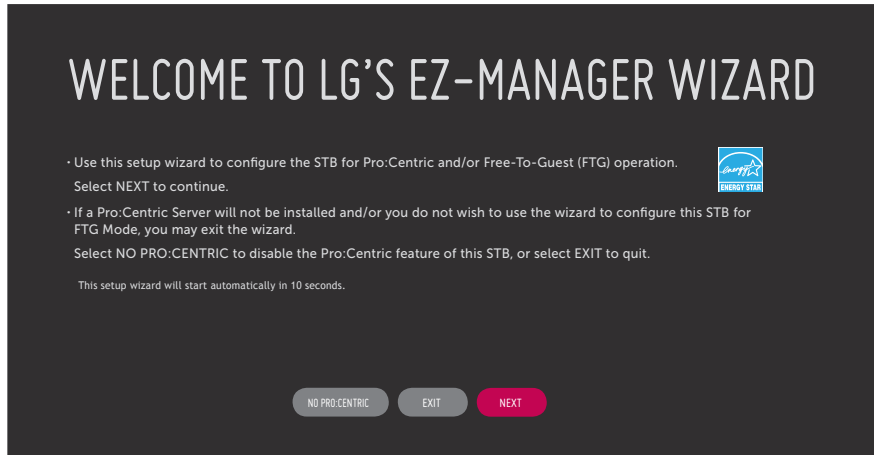 WELCOME TO LG'S EZ-MANAGER WIZARD
· Use this setup wizard to configure the STB for Pro:Centric and/or Free-To-Guest (FTG) operation.
Select NEXT to continue.
energy
ENERGY STAR
· If a Pro:Centric Server will not be installed and/or you do not wish to use the wizard to configure this STB for
FTG Mode, you may exit the wizard.
Select NO PRO:CENTRIC to disable the Pro:Centric feature of this STB, or select EXIT to quit.
This setup wizard will start automatically in 10 seconds.
NO PRO:CENTRIC
EXIT
NEXT